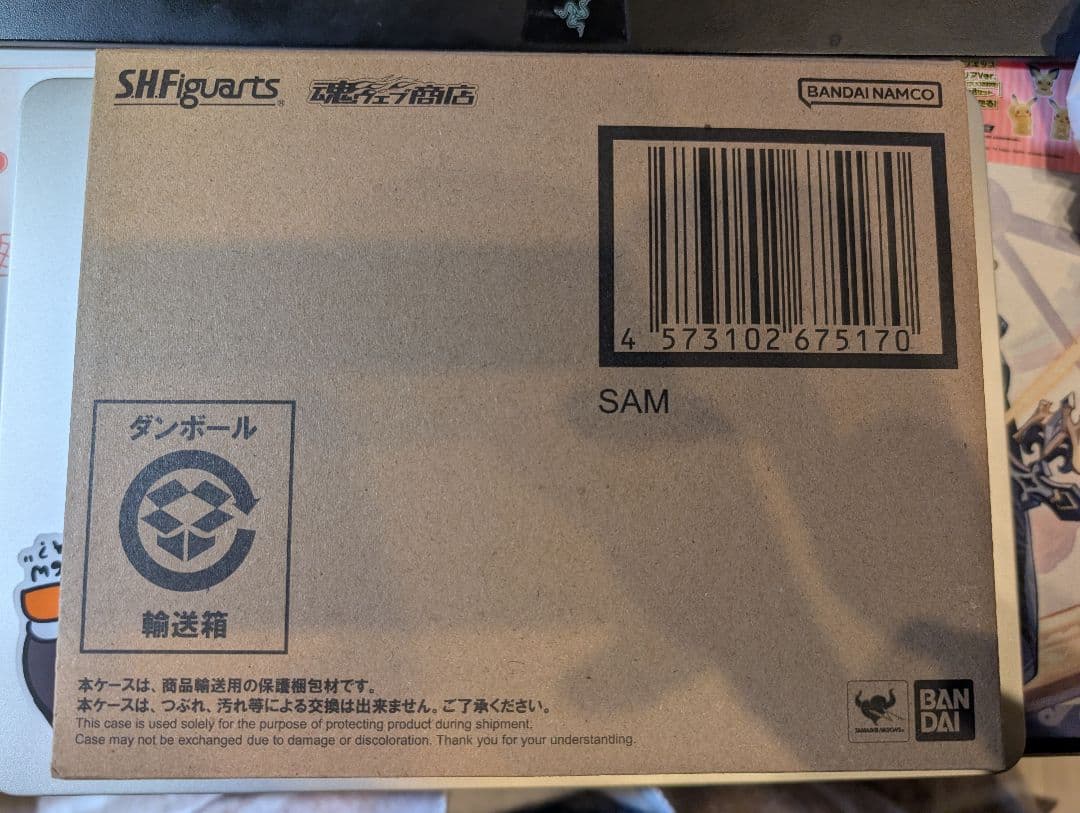 S.H.Figuarts®
魂ウェブ商店
BANDAI NAMCO
4 573102 675170
SAM
ダンボール
輸送箱
本ケースは、商品輸送用の保護梱包材です。
本ケースは、つぶれ、汚れ等による交換は出来ません。ご了承ください。
This case is used solely for the purpose of protecting product during shipment.
Case may not be exchanged due to damage or discoloration. Thank you for your understanding.
TAMASHII NATIONS
BAN
DAI